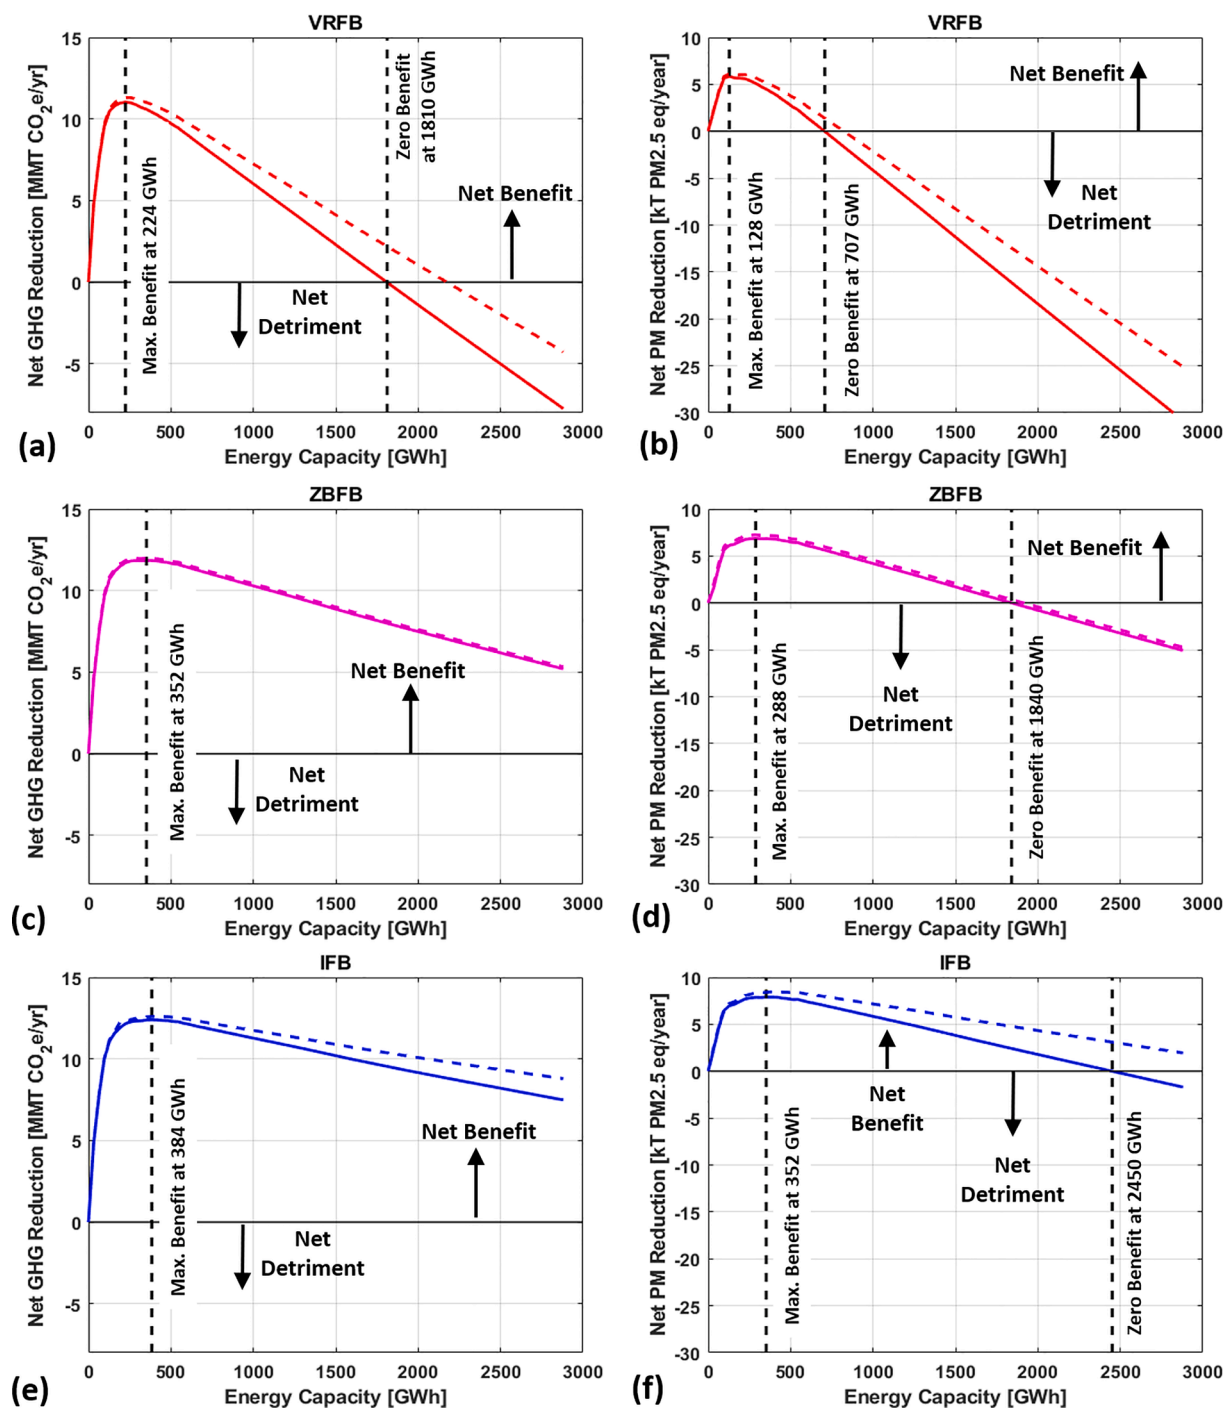 VRFB
Net GHG Reduction [MMT CO2e/yr]
15
10
5
0
-5
Max. Benefit at 224 GWh
Zero Benefit
at 1810 GWh
Net Benefit
Net
Detriment
0 500 1000 1500 2000 2500 3000
Energy Capacity [GWh]
(a)
VRFB
Net PM Reduction [kT PM2.5 eq/year]
10
5
0
-5
-10
-15
-20
-25
-30
Max. Benefit at 128 GWh
Zero Benefit at 707 GWh
Net Benefit
Net
Detriment
0 500 1000 1500 2000 2500 3000
Energy Capacity [GWh]
(b)
ZBFB
Net GHG Reduction [MMT CO2e/yr]
15
10
5
0
-5
Max. Benefit at 352 GWh
Net Benefit
Net
Detriment
0 500 1000 1500 2000 2500 3000
Energy Capacity [GWh]
(c)
ZBFB
Net PM Reduction [kT PM2.5 eq/year]
10
5
0
-5
-10
-15
-20
-25
-30
Max. Benefit at 288 GWh
Zero Benefit at 1840 GWh
Net Benefit
Net
Detriment
0 500 1000 1500 2000 2500 3000
Energy Capacity [GWh]
(d)
IFB
Net GHG Reduction [MMT CO2e/yr]
15
10
5
0
-5
Max. Benefit at 384 GWh
Net Benefit
Net
Detriment
0 500 1000 1500 2000 2500 3000
Energy Capacity [GWh]
(e)
IFB
Net PM Reduction [kT PM2.5 eq/year]
10
5
0
-5
-10
-15
-20
-25
-30
Max. Benefit at 352 GWh
Zero Benefit at 2450 GWh
Net
Benefit
Net
Detriment
0 500 1000 1500 2000 2500 3000
Energy Capacity [GWh]
(f)